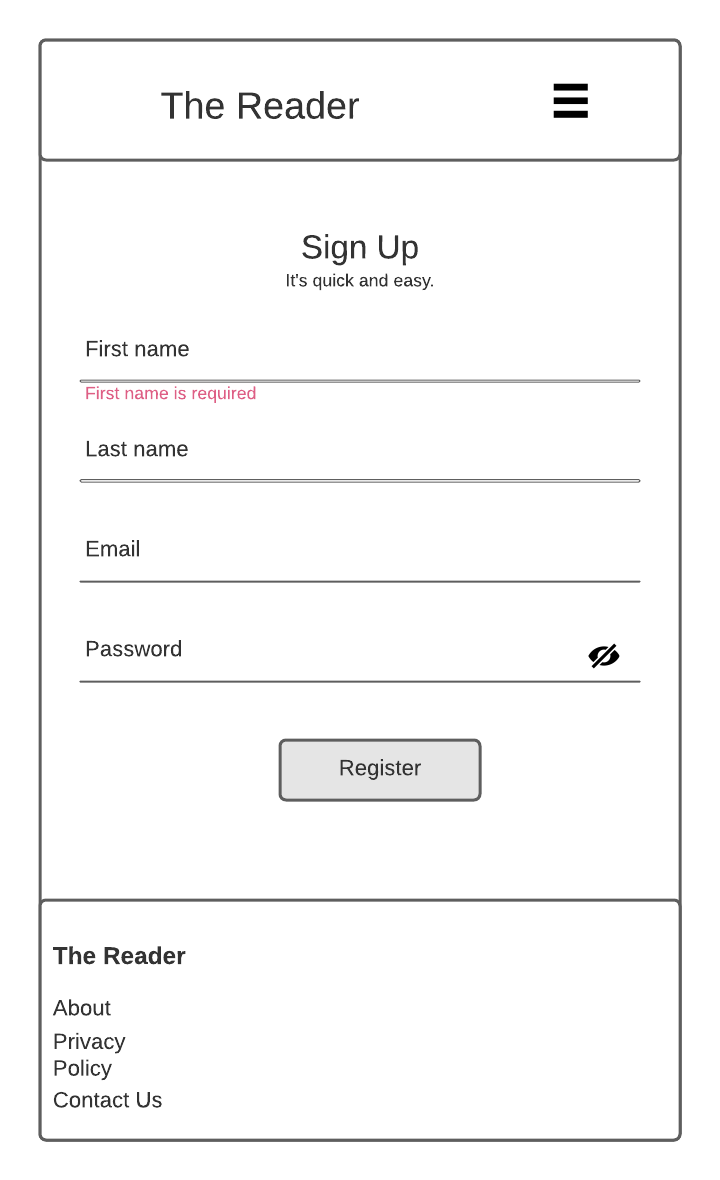 The Reader
Sign Up
It's quick and easy.
First name
First name is required
Last name
Email
Password
Register
The Reader
About
Privacy
Policy
Contact Us